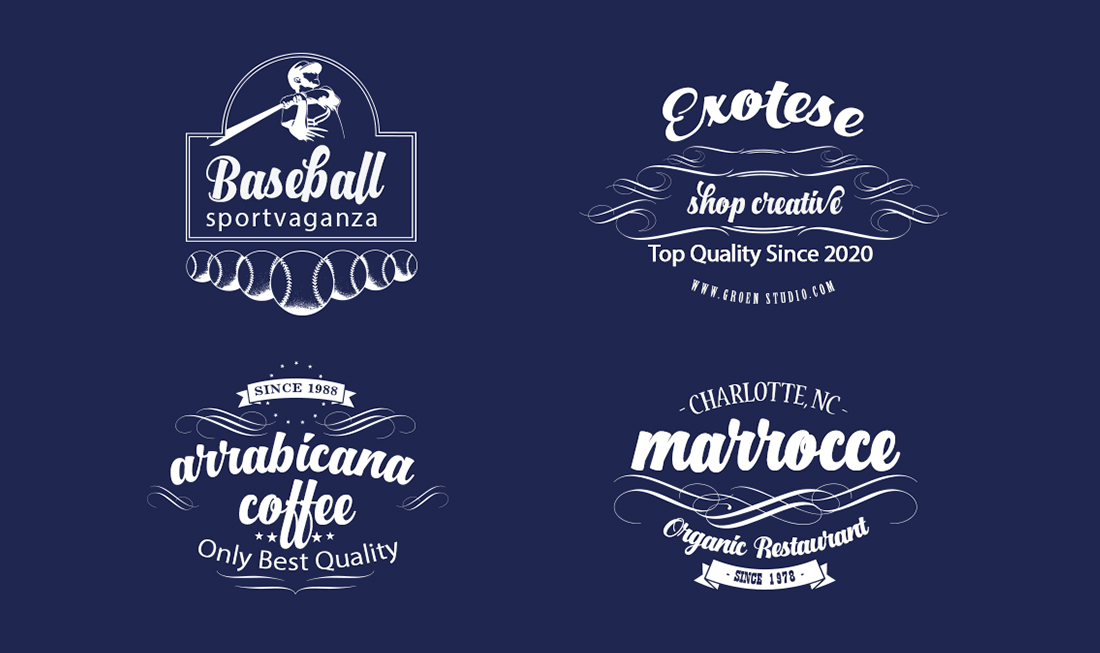 Baseball
sportvaganza
Exotese
shop creative
Top Quality Since 2020
WWW.GROEN STUDIO.COM
SINCE 1988
arrabicana
coffee
Only Best Quality
- CHARLOTTE, NC -
marrocce
Organic Restaurant
- SINCE 1978 -